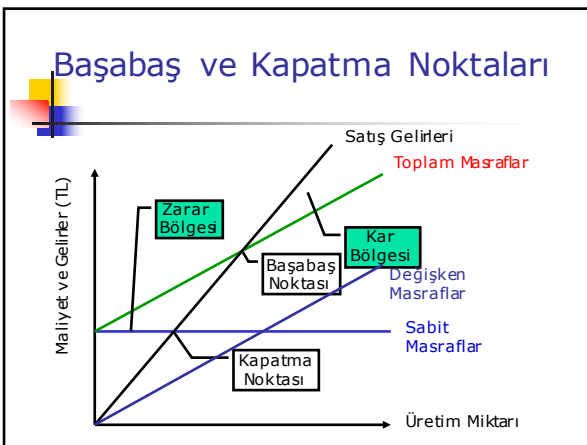 Başabaş ve Kapatma Noktaları
Satış Gelirleri
Toplam Masraflar
Maliyet ve Gelirler (TL)
Zarar
Bölgesi
Kar
Bölgesi
Başabaş
Noktası
Değişken
Masraflar
Sabit
Masraflar
Kapatma
Noktası
Üretim Miktarı